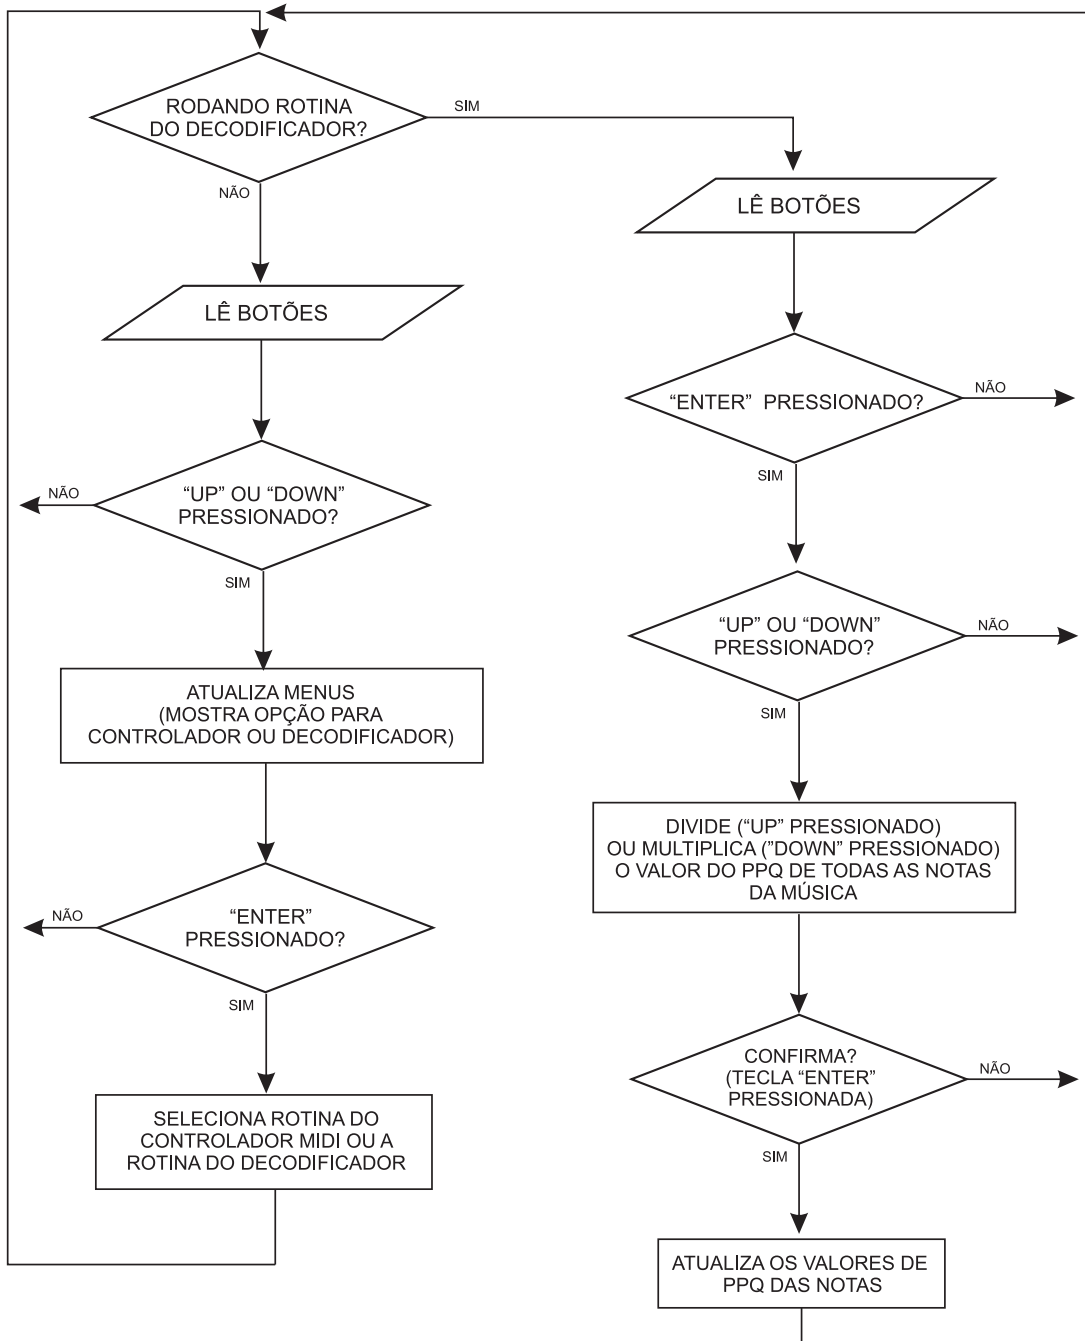 RODANDO ROTINA
DO DECODIFICADOR?
SIM
NÃO
LÊ BOTÕES
“UP” OU “DOWN”
PRESSIONADO?
NÃO
SIM
ATUALIZA MENUS
(MOSTRA OPÇÃO PARA
CONTROLADOR OU DECODIFICADOR)
“ENTER”
PRESSIONADO?
NÃO
SIM
SELECIONA ROTINA DO
CONTROLADOR MIDI OU A
ROTINA DO DECODIFICADOR
LÊ BOTÕES
“ENTER” PRESSIONADO?
NÃO
SIM
“UP” OU “DOWN”
PRESSIONADO?
NÃO
SIM
DIVIDE (“UP” PRESSIONADO)
OU MULTIPLICA (”DOWN” PRESSIONADO)
O VALOR DO PPQ DE TODAS AS NOTAS
DA MÚSICA
CONFIRMA?
(TECLA “ENTER”
PRESSIONADA)
NÃO
SIM
ATUALIZA OS VALORES DE
PPQ DAS NOTAS